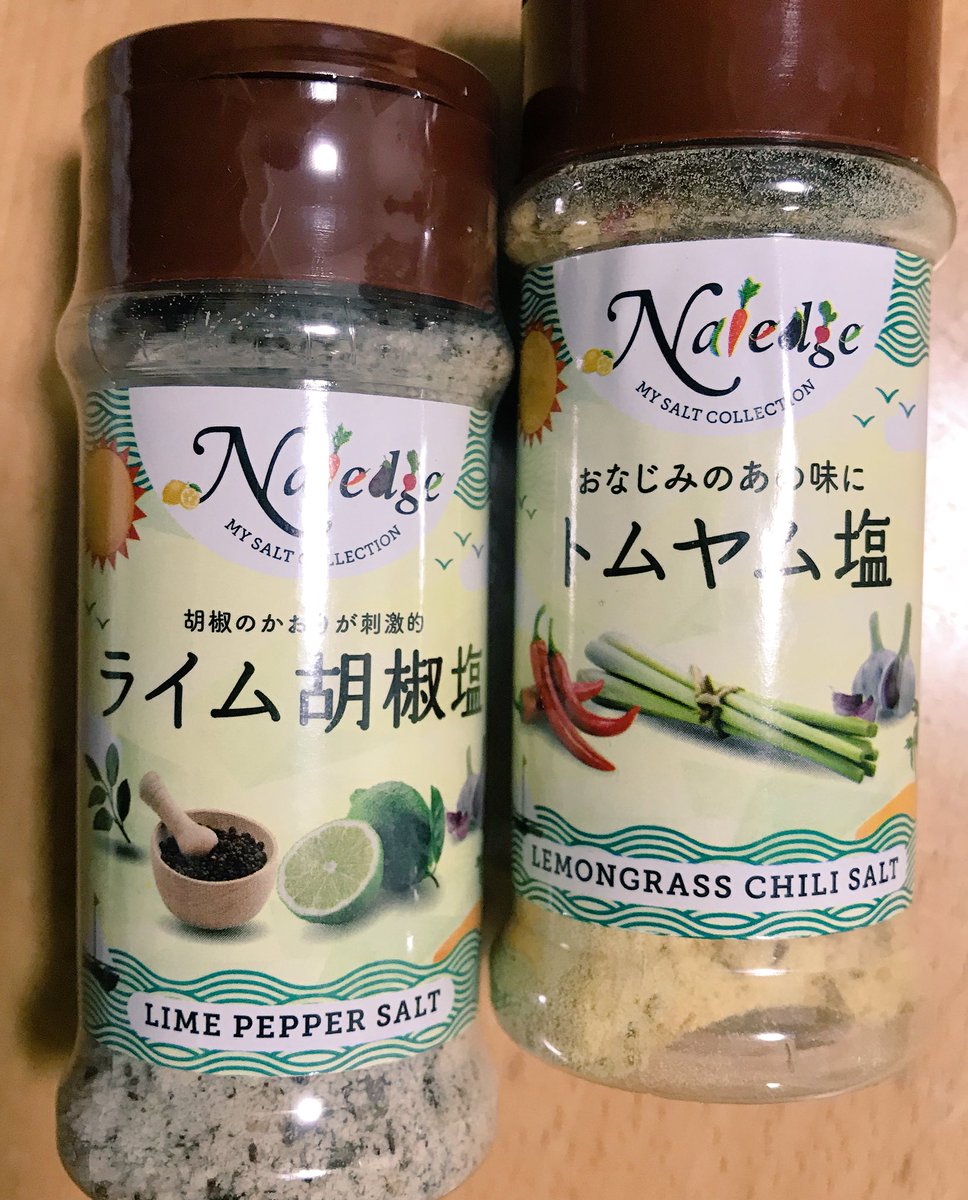 Naledge
MY SALT COLLECTION
胡椒のかおりが刺激的
ライム胡椒塩
LIME PEPPER SALT
Naledge
MY SALT COLLECTION
おなじみのあの味に
トムヤム塩
LEMONGRASS CHILI SALT